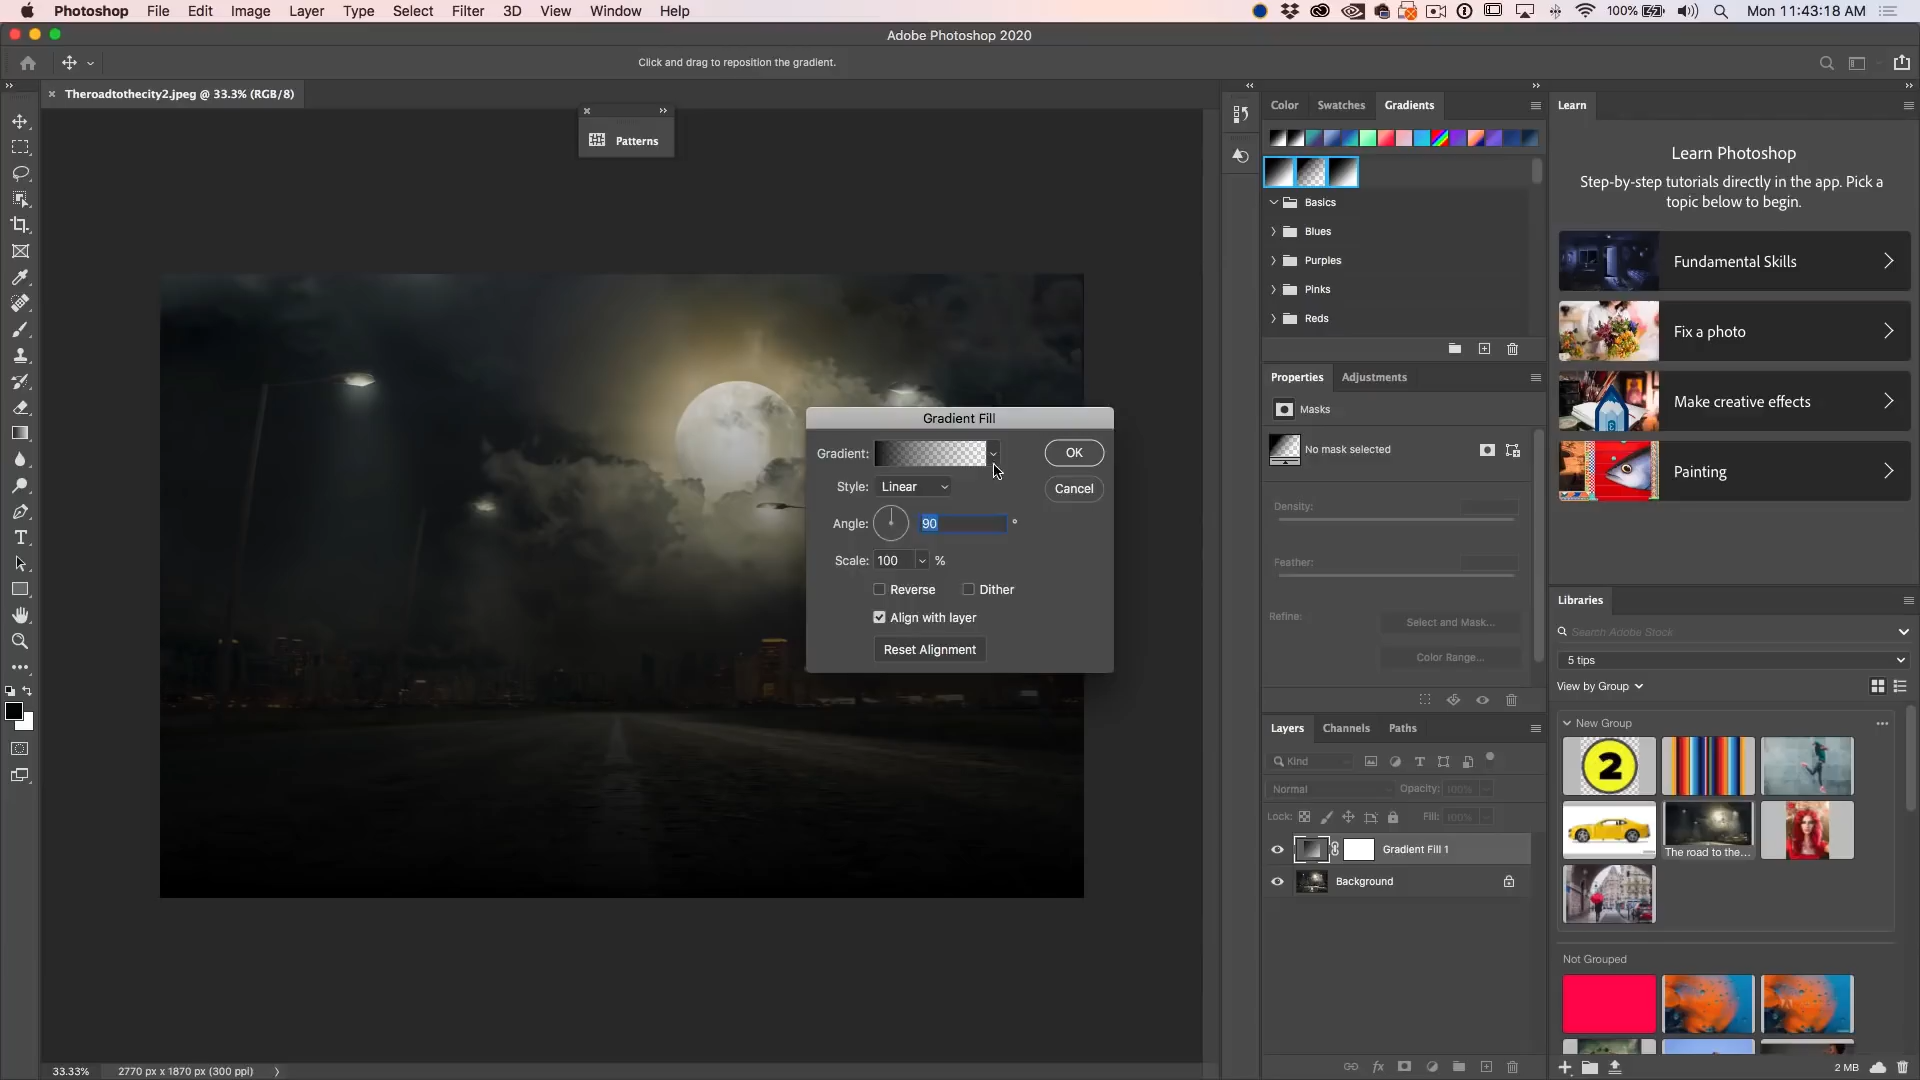 Photoshop File Edit Image Layer Type Select Filter 3D View Window Help 100% Mon 11:43:18 AM
Adobe Photoshop 2020
Click and drag to reposition the gradient.
Theroadtothecity2.jpeg @ 33.3% (RGB/8)
Patterns
Color Swatches Gradients
Basics
Blues
Purples
Pinks
Reds
Learn
Learn Photoshop
Step-by-step tutorials directly in the app. Pick a
topic below to begin.
Fundamental Skills
Fix a photo
Make creative effects
Painting
Gradient Fill
Gradient: OK
Style: Linear Cancel
Angle: 90 °
Scale: 100 %
Reverse Dither
Align with layer
Reset Alignment
Properties Adjustments
Masks
No mask selected
Density:
Feather:
Refine: Select and Mask...
Color Range...
Layers Channels Paths
Kind
Normal Opacity: 100%
Lock: Fill: 100%
Gradient Fill 1
Background
Libraries
Search Adobe Stock
5 tips
View by Group
New Group
2
The road to the...
Not Grouped
2 MB
33.33% 2770 px x 1870 px (300 ppi)